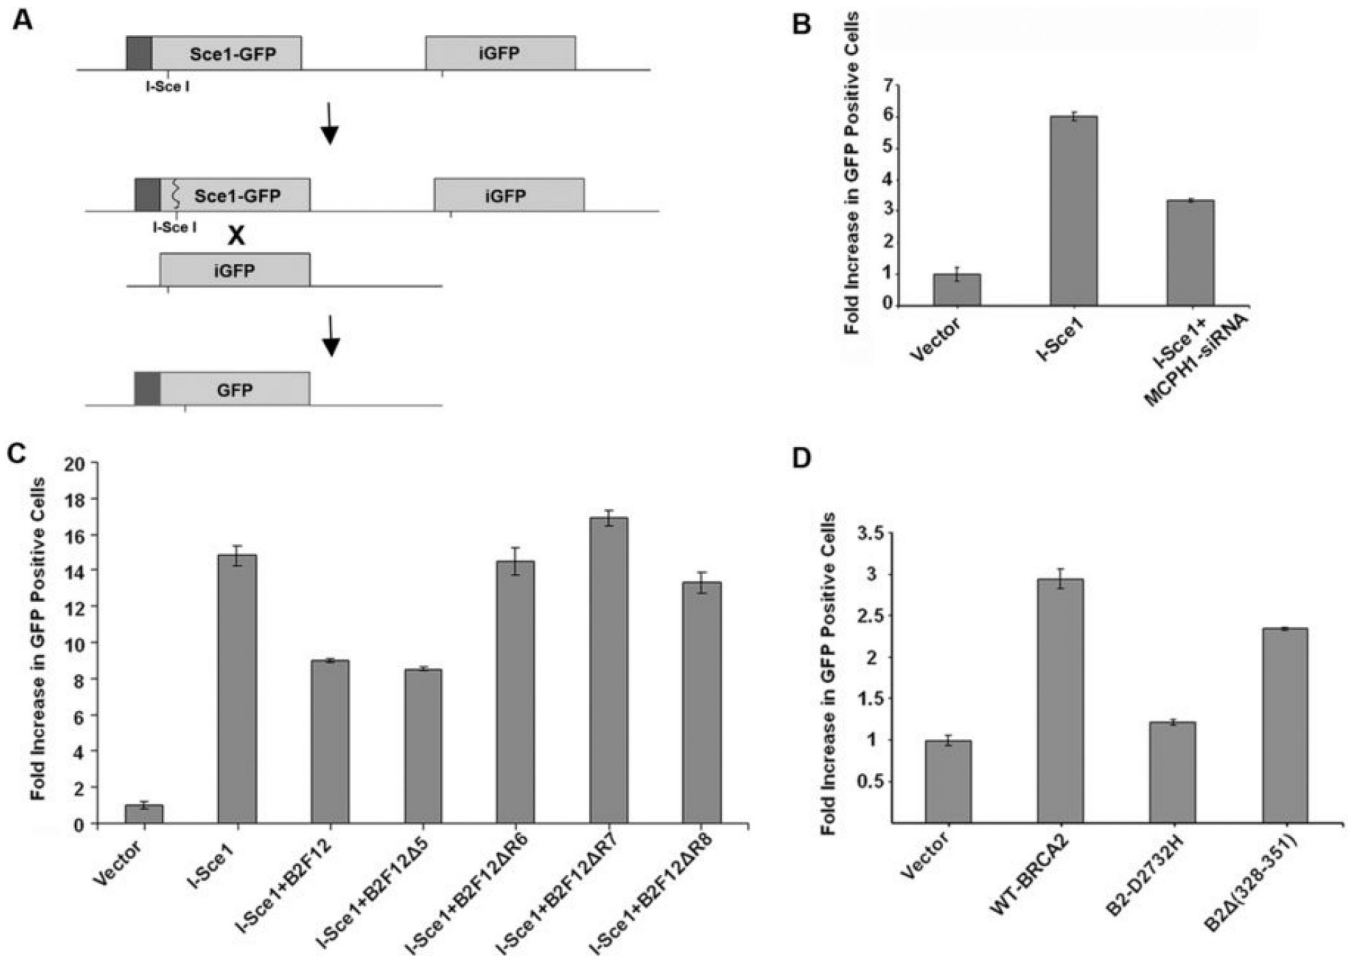 A
Sce1-GFP
iGFP
I-Sce I
Sce1-GFP
iGFP
I-Sce I
X
iGFP
GFP
B
Fold Increase in GFP Positive Cells
7
6
5
4
3
2
1
0
Vector
I-Sce1
I-Sce1+
MCPH1-siRNA
C
Fold Increase in GFP Positive Cells
20
18
16
14
12
10
8
6
4
2
0
Vector
I-Sce1
I-Sce1+B2F12
I-Sce1+B2F12Δ5
I-Sce1+B2F12ΔR6
I-Sce1+B2F12ΔR7
I-Sce1+B2F12ΔR8
D
Fold Increase in GFP Positive Cells
3.5
3
2.5
2
1.5
1
0.5
Vector
WT-BRCA2
B2-D2732H
B2Δ(328-351)